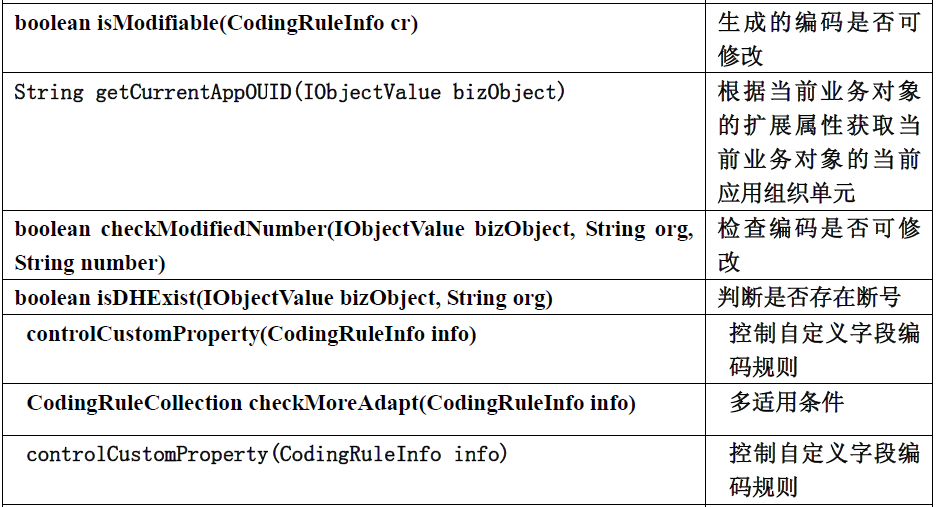 boolean isModifiable(CodingRuleInfo cr)
生成的编码是否可
修改
String getCurrentAppOUID(IObjectValue bizObject)
根据当前业务对象
的扩展属性获取当
前业务对象的当前
应用组织单元
boolean checkModifiedNumber(IObjectValue bizObject, String org,
String number)
检查编码是否可修
改
boolean isDHExist(IObjectValue bizObject, String org)
判断是否存在断号
controlCustomProperty(CodingRuleInfo info)
控制自定义字段编
码规则
CodingRuleCollection checkMoreAdapt(CodingRuleInfo info)
多适用条件
controlCustomProperty(CodingRuleInfo info)
控制自定义字段编
码规则